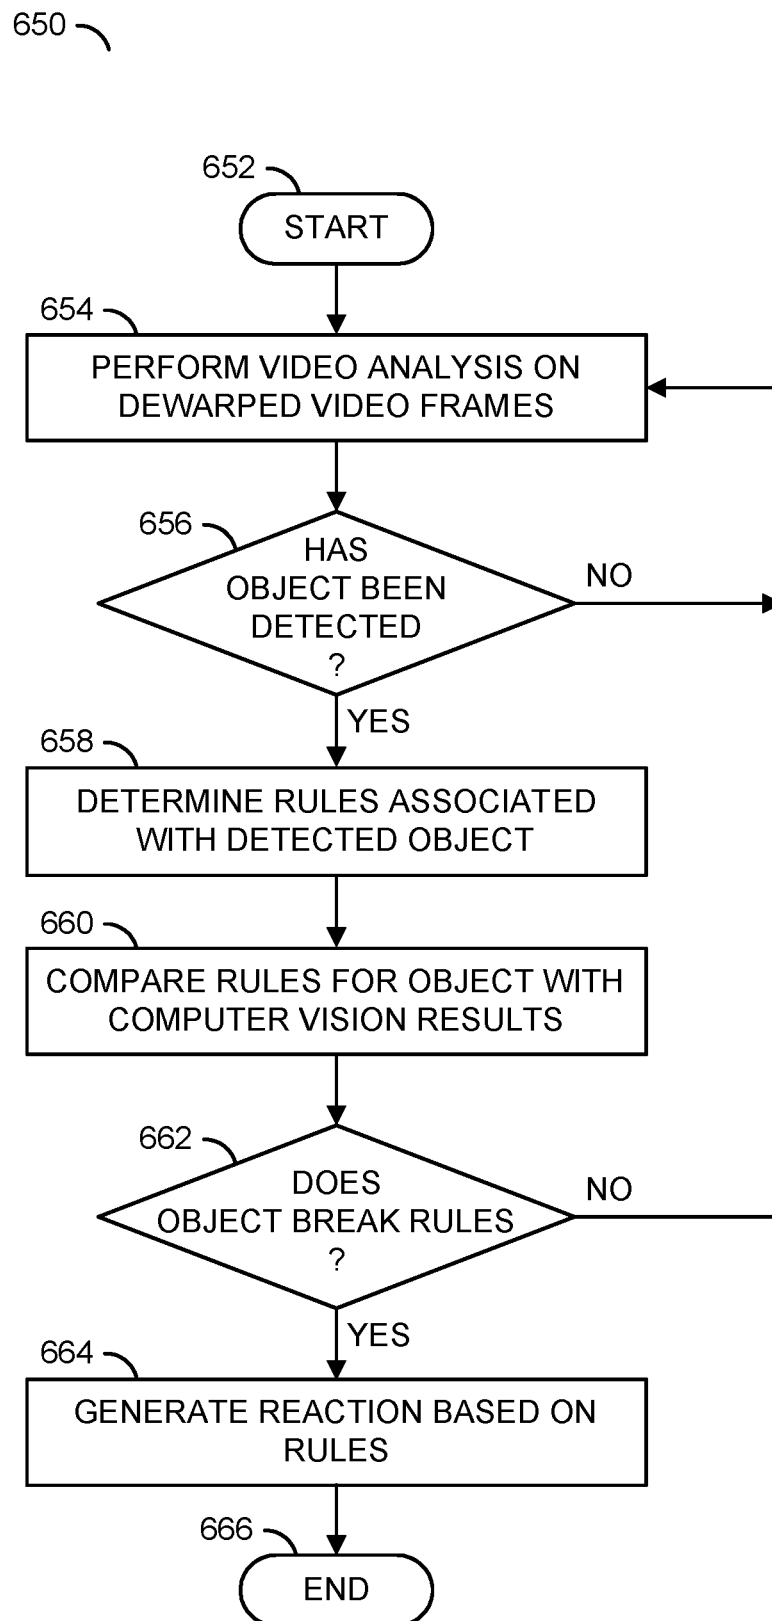 650
652
START
654
PERFORM VIDEO ANALYSIS ON
DEWARPED VIDEO FRAMES
656
HAS
OBJECT BEEN
DETECTED
?
NO
YES
658
DETERMINE RULES ASSOCIATED
WITH DETECTED OBJECT
660
COMPARE RULES FOR OBJECT WITH
COMPUTER VISION RESULTS
662
DOES
OBJECT BREAK RULES
?
NO
YES
664
GENERATE REACTION BASED ON
RULES
666
END